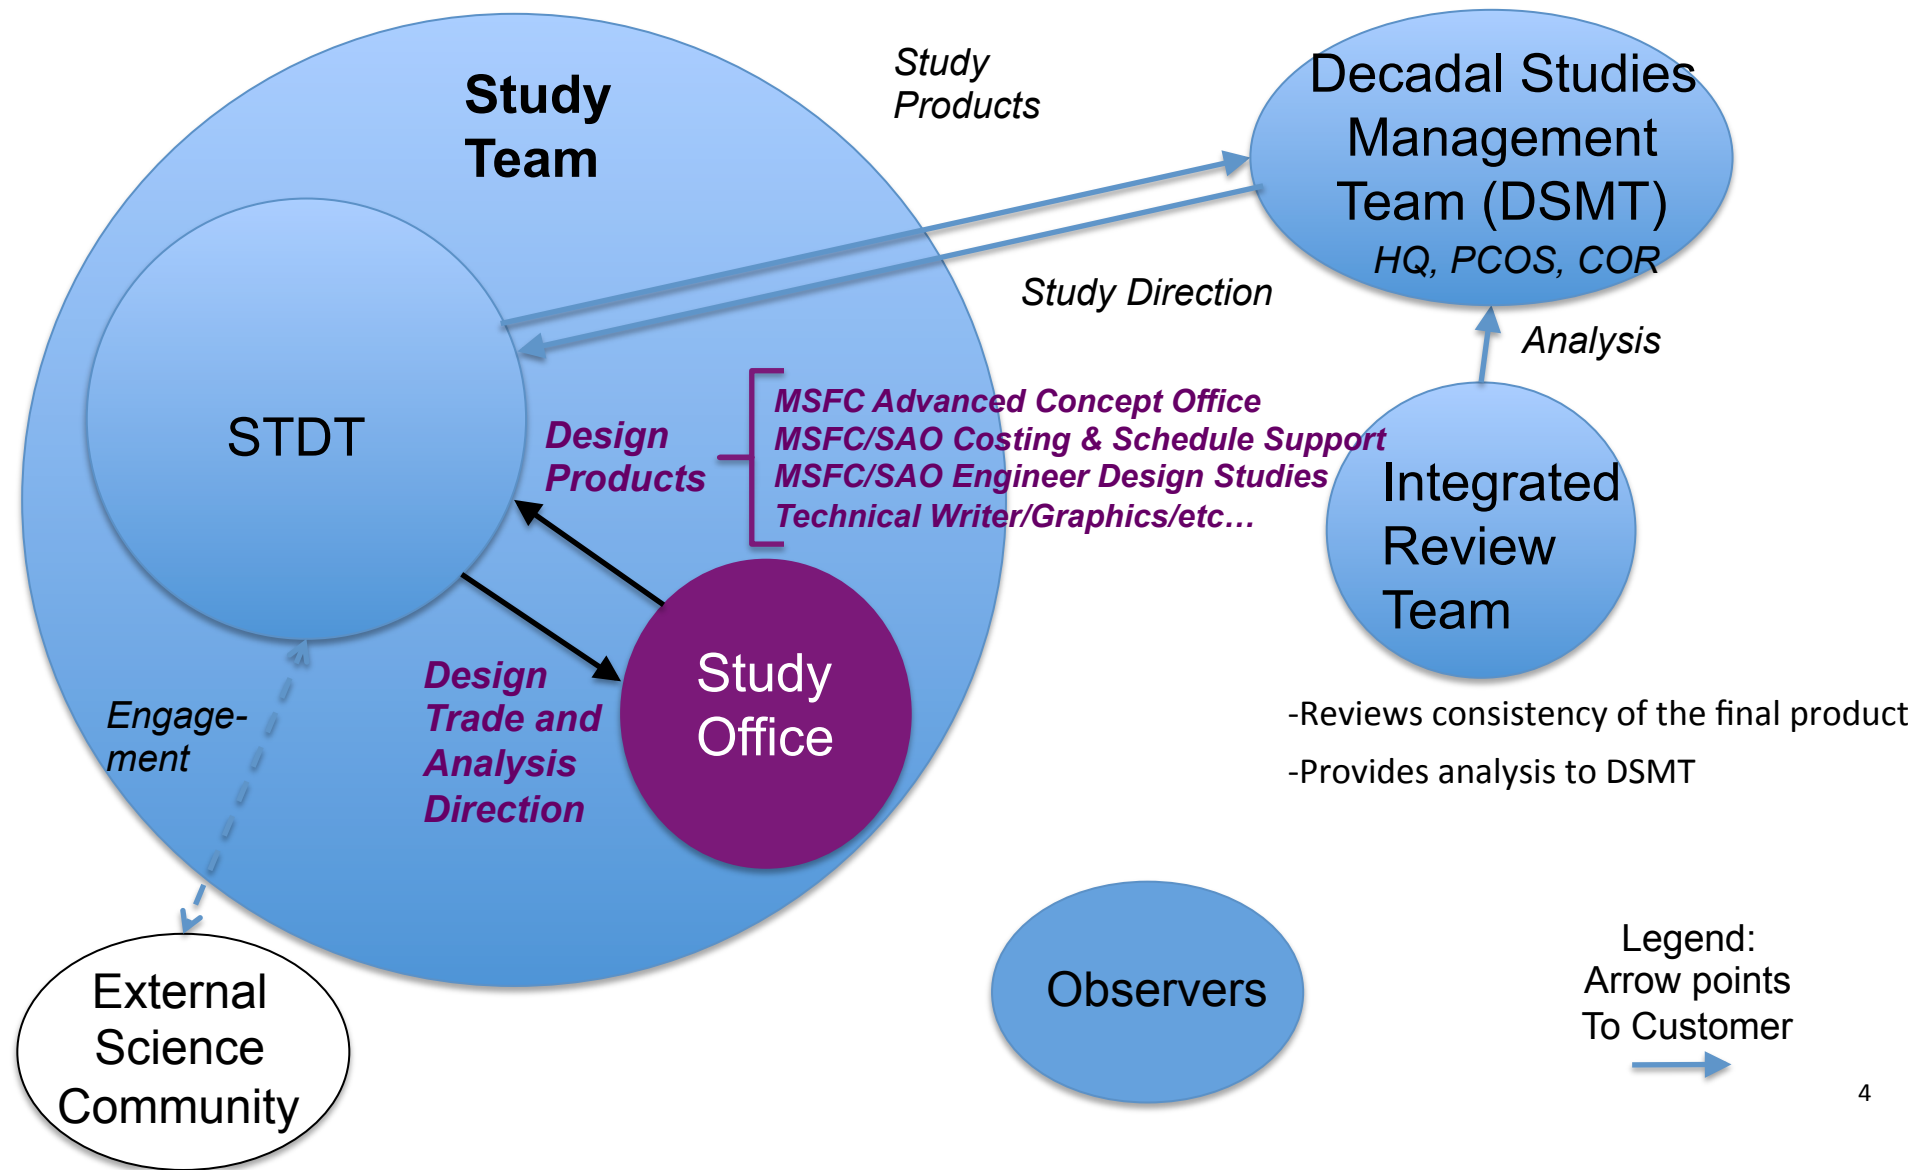 Study
Team
Study
Products
Decadal Studies
Management
Team (DSMT)
HQ, PCOS, COR
Study Direction
Analysis
STDT
Design
Products
MSFC Advanced Concept Office
MSFC/SAO Costing & Schedule Support
MSFC/SAO Engineer Design Studies
Technical Writer/Graphics/etc…
Integrated
Review
Team
Study
Office
Design
Trade and
Analysis
Direction
Engage-
ment
-Reviews consistency of the final product
-Provides analysis to DSMT
External
Science
Community
Observers
Legend:
Arrow points
To Customer
4